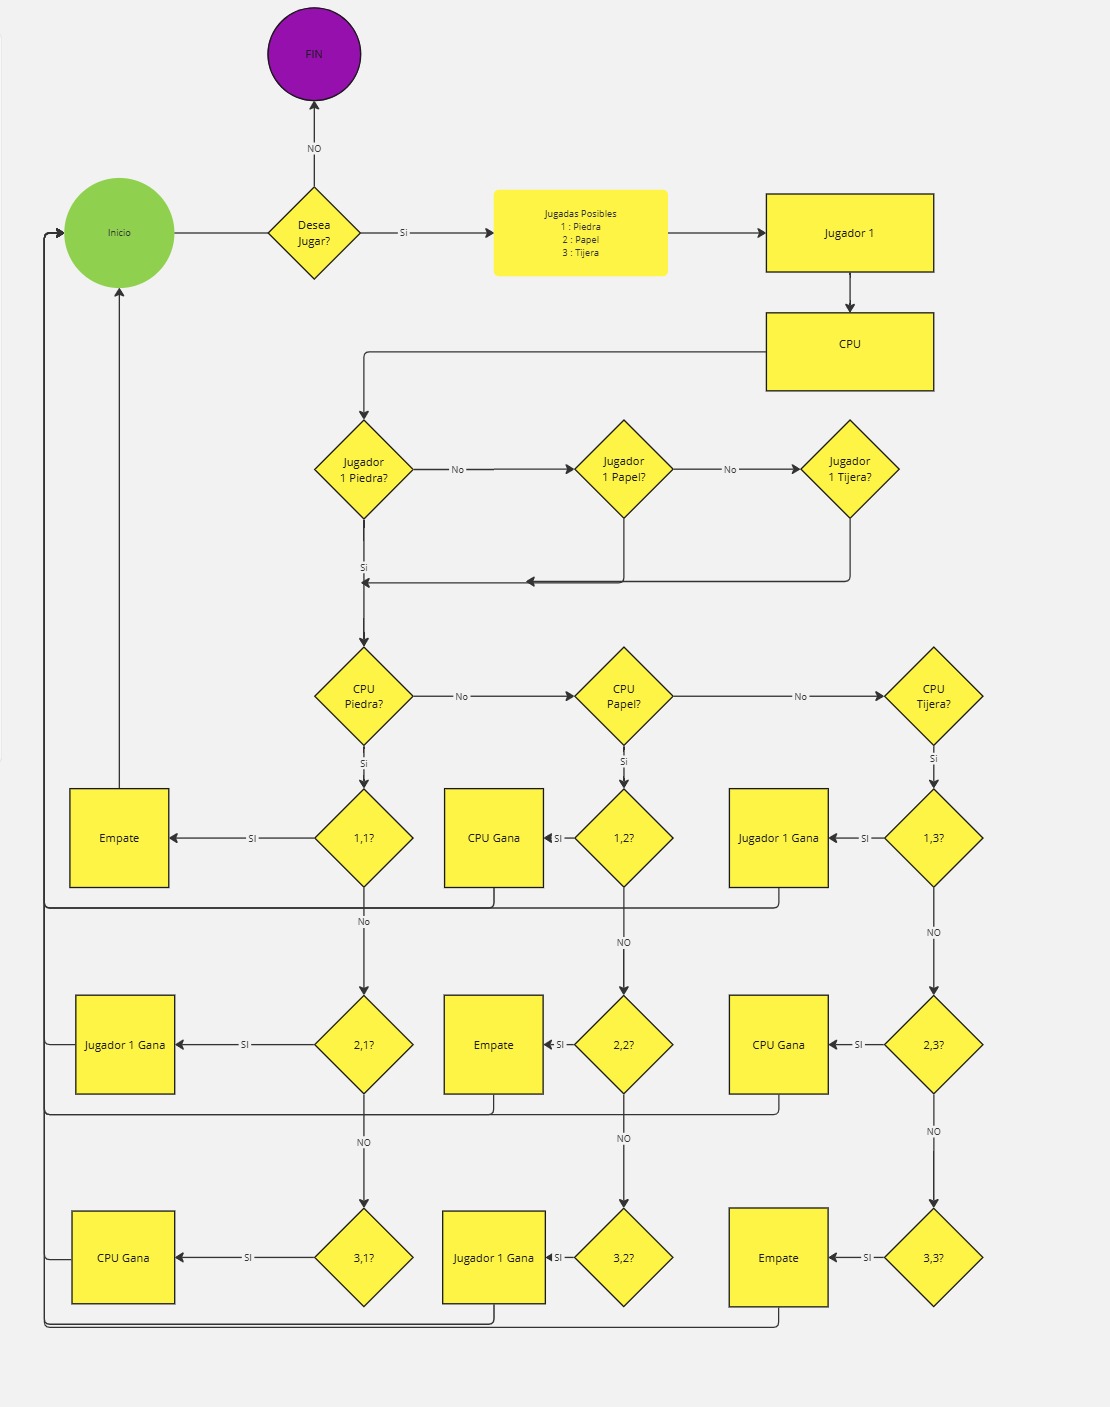 FIN
NO
Inicio
Desea
Jugar?
Si
Jugadas Posibles
1 : Piedra
2 : Papel
3 : Tijera
Jugador 1
CPU
Jugador
1 Piedra?
No
Jugador
1 Papel?
No
Jugador
1 Tijera?
Si
CPU
Piedra?
No
CPU
Papel?
No
CPU
Tijera?
Si
Si
Si
Empate
SI
1,1?
CPU Gana
SI
1,2?
Jugador 1 Gana
SI
1,3?
No
NO
NO
Jugador 1 Gana
SI
2,1?
Empate
SI
2,2?
CPU Gana
SI
2,3?
NO
NO
NO
CPU Gana
SI
3,1?
Jugador 1 Gana
SI
3,2?
Empate
SI
3,3?